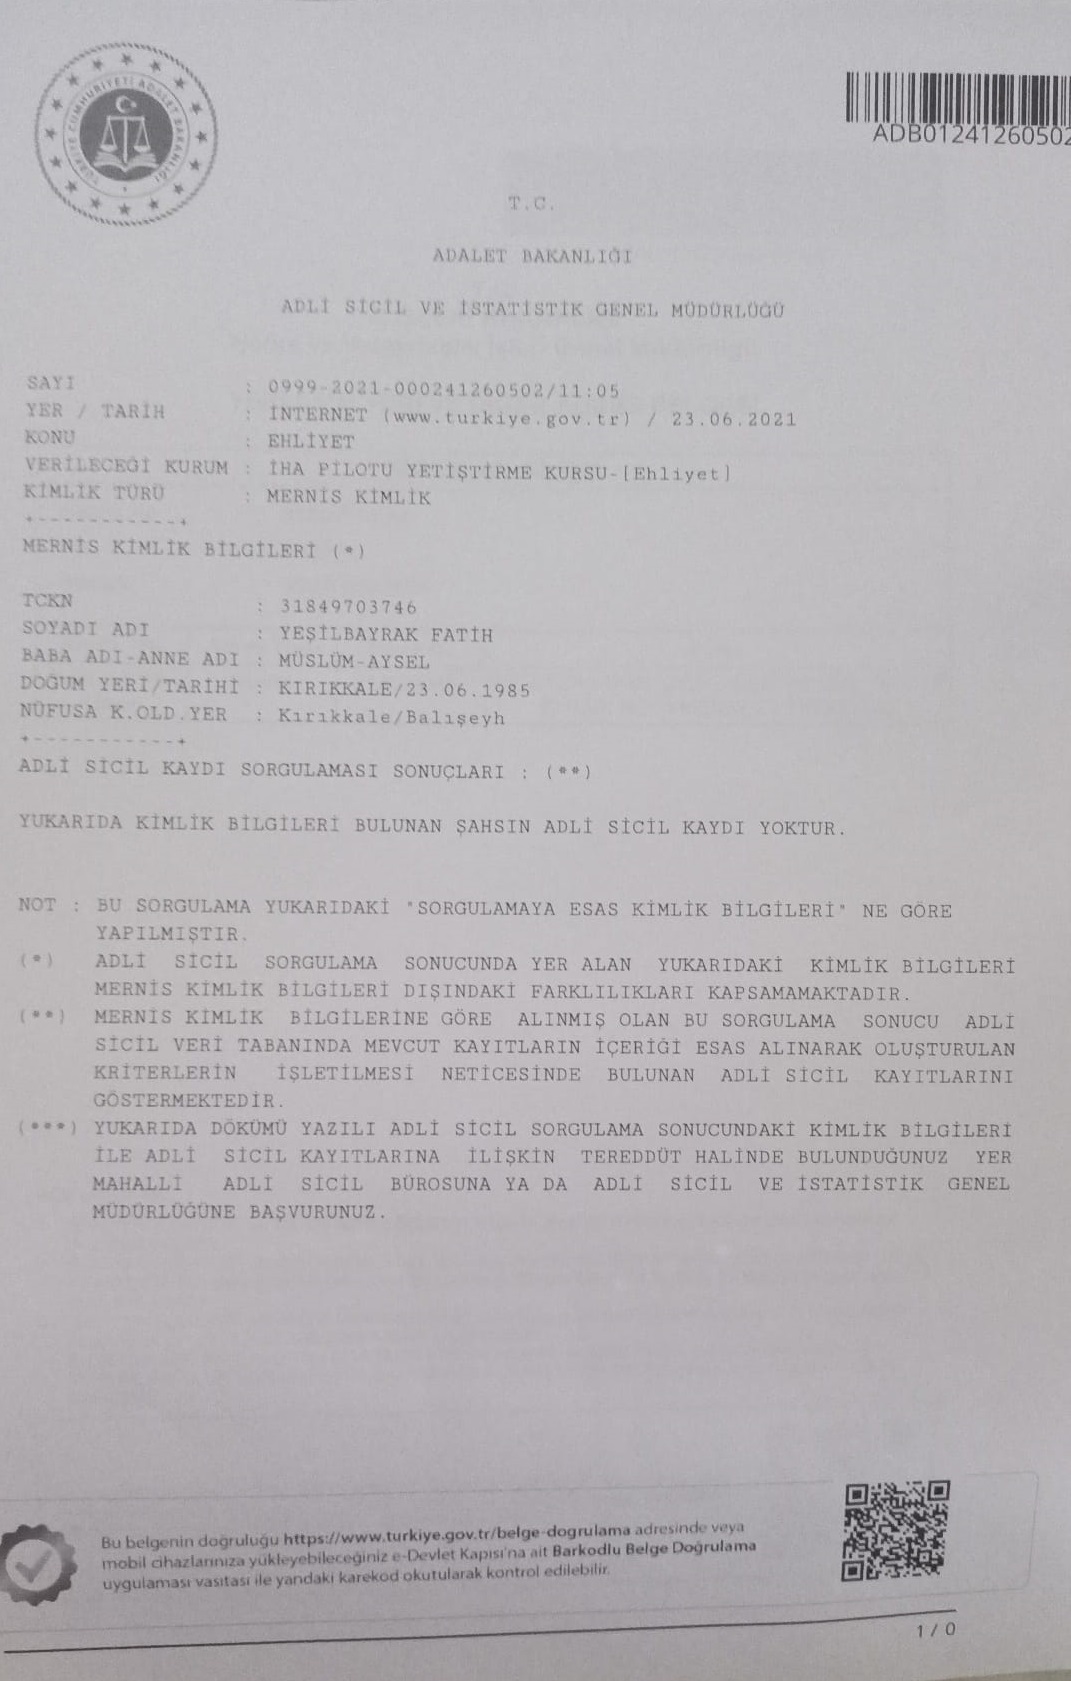 TÜRKİYE CUMHURİYETİ ADALET BAKANLIĞI
ADB01241260502
T.C.
ADALET BAKANLIĞI
ADLİ SİCİL VE İSTATİSTİK GENEL MÜDÜRLÜĞÜ
SAYI : 0999-2021-000241260502/11:05
YER / TARİH : İNTERNET (www.turkiye.gov.tr) / 23.06.2021
KONU : EHLİYET
VERİLECEĞİ KURUM : İHA PİLOTU YETİŞTİRME KURSU-[Ehliyet]
KİMLİK TÜRÜ : MERNİS KİMLİK
+-----------+
MERNİS KİMLİK BİLGİLERİ (*)
TCKN : 31849703746
SOYADI ADI : YEŞİLBAYRAK FATİH
BABA ADI-ANNE ADI : MÜSLÜM-AYSEL
DOĞUM YERİ/TARİHİ : KIRIKKALE/23.06.1985
NÜFUSA K.OLD.YER : Kırıkkale/Balışeyh
+-----------+
ADLİ SİCİL KAYDI SORGULAMASI SONUÇLARI : (**)
YUKARIDA KİMLİK BİLGİLERİ BULUNAN ŞAHSIN ADLİ SİCİL KAYDI YOKTUR.
NOT : BU SORGULAMA YUKARIDAKİ "SORGULAMAYA ESAS KİMLİK BİLGİLERİ" NE GÖRE
YAPILMIŞTIR.
(*) ADLİ SİCİL SORGULAMA SONUCUNDA YER ALAN YUKARIDAKİ KİMLİK BİLGİLERİ
MERNİS KİMLİK BİLGİLERİ DIŞINDAKİ FARKLILIKLARI KAPSAMAMAKTADIR.
(**) MERNİS KİMLİK BİLGİLERİNE GÖRE ALINMIŞ OLAN BU SORGULAMA SONUCU ADLİ
SİCİL VERİ TABANINDA MEVCUT KAYITLARIN İÇERİĞİ ESAS ALINARAK OLUŞTURULAN
KRİTERLERİN İŞLETİLMESİ NETİCESİNDE BULUNAN ADLİ SİCİL KAYITLARINI
GÖSTERMEKTEDİR.
(***) YUKARIDA DÖKÜMÜ YAZILI ADLİ SİCİL SORGULAMA SONUCUNDAKİ KİMLİK BİLGİLERİ
İLE ADLİ SİCİL KAYITLARINA İLİŞKİN TEREDDÜT HALİNDE BULUNDUĞUNUZ YER
MAHALLİ ADLİ SİCİL BÜROSUNA YA DA ADLİ SİCİL VE İSTATİSTİK GENEL
MÜDÜRLÜĞÜNE BAŞVURUNUZ.
Bu belgenin doğruluğu https://www.turkiye.gov.tr/belge-dogrulama adresinde veya
mobil cihazlarınıza yükleyebileceğiniz e-Devlet Kapısı'na ait Barkodlu Belge Doğrulama
uygulaması vasıtası ile yandaki karekod okutularak kontrol edilebilir.
1 / 0